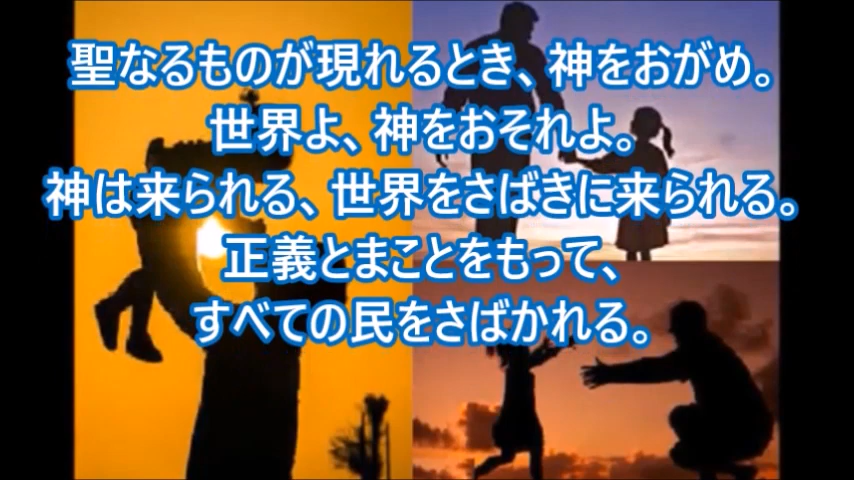 聖なるものが現れるとき、神をおがめ。
世界よ、神をおそれよ。
神は来られる、世界をさばきに来られる。
正義とまことをもって、
すべての民をさばかれる。